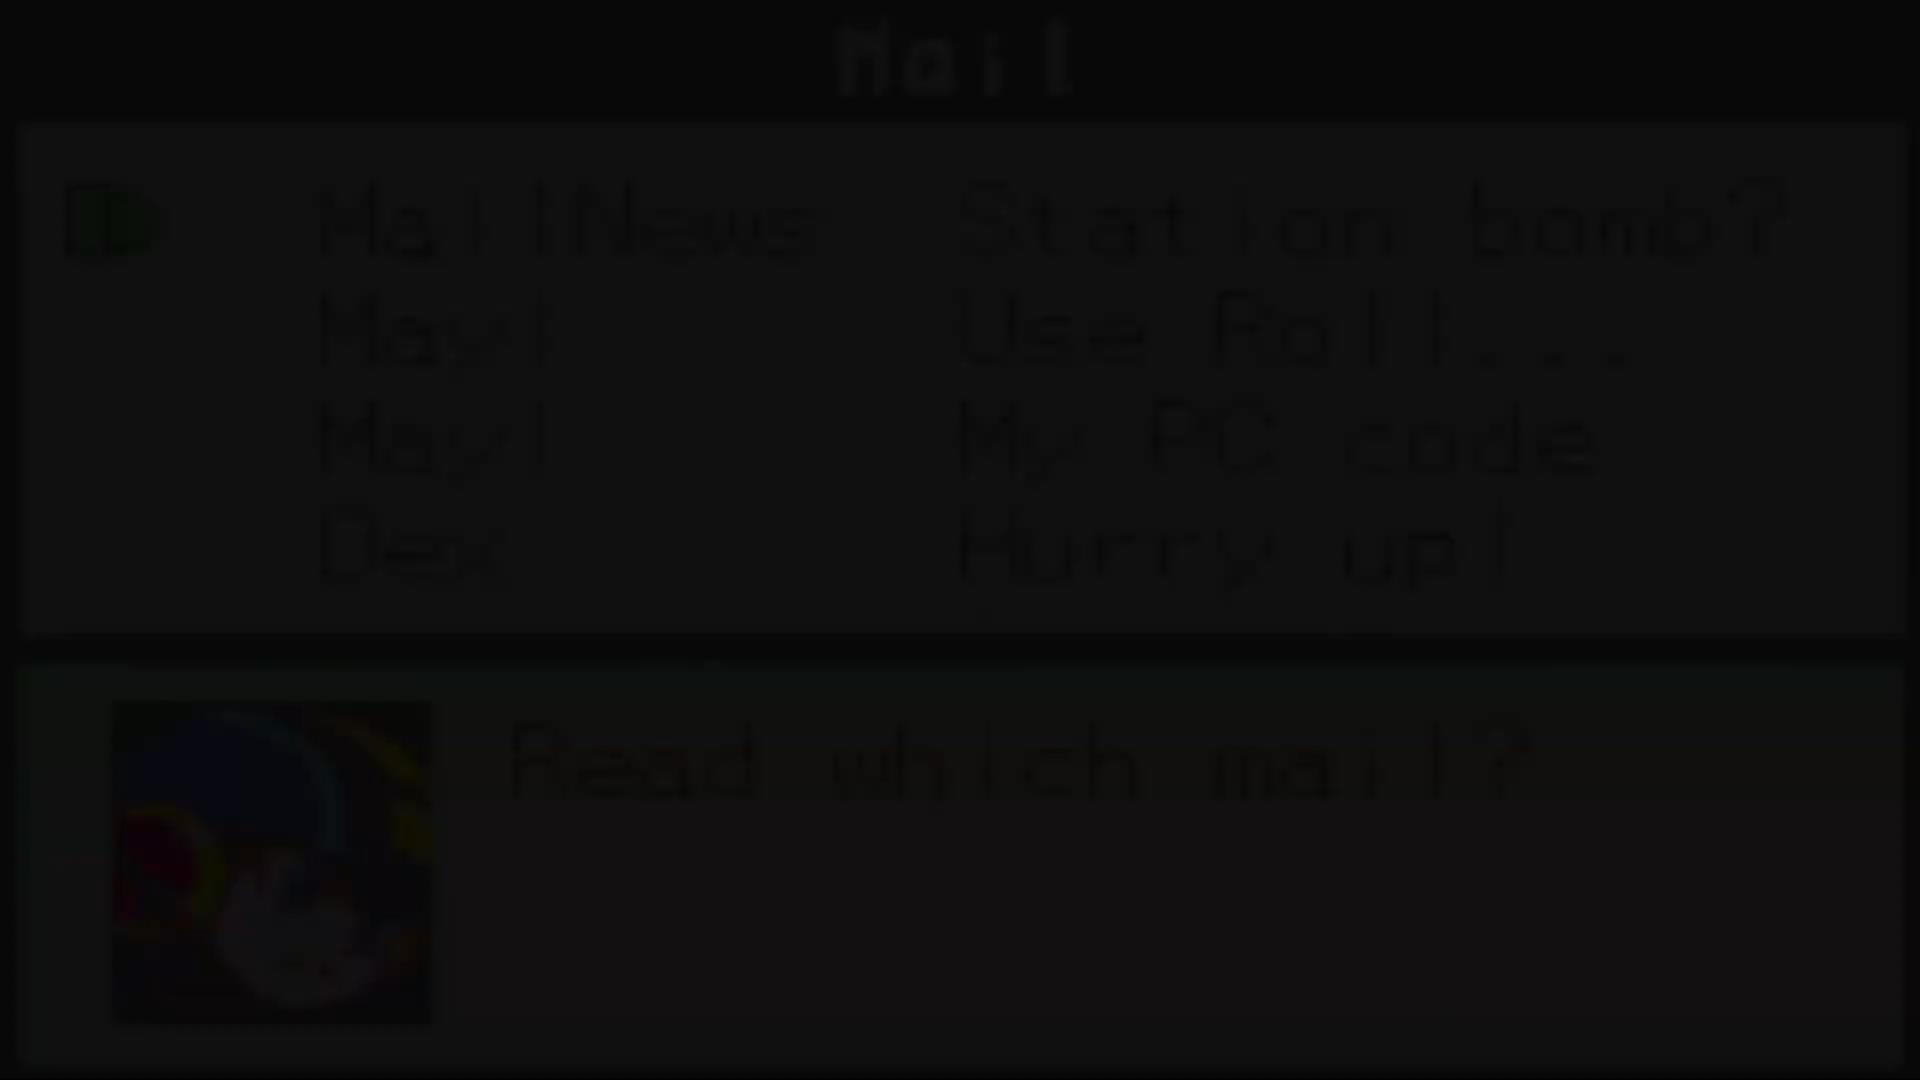 Mail
MailNews Station bomb?
Mayl Use Roll...
Mayl My PC code
Dex Hurry up!
Read which mail?